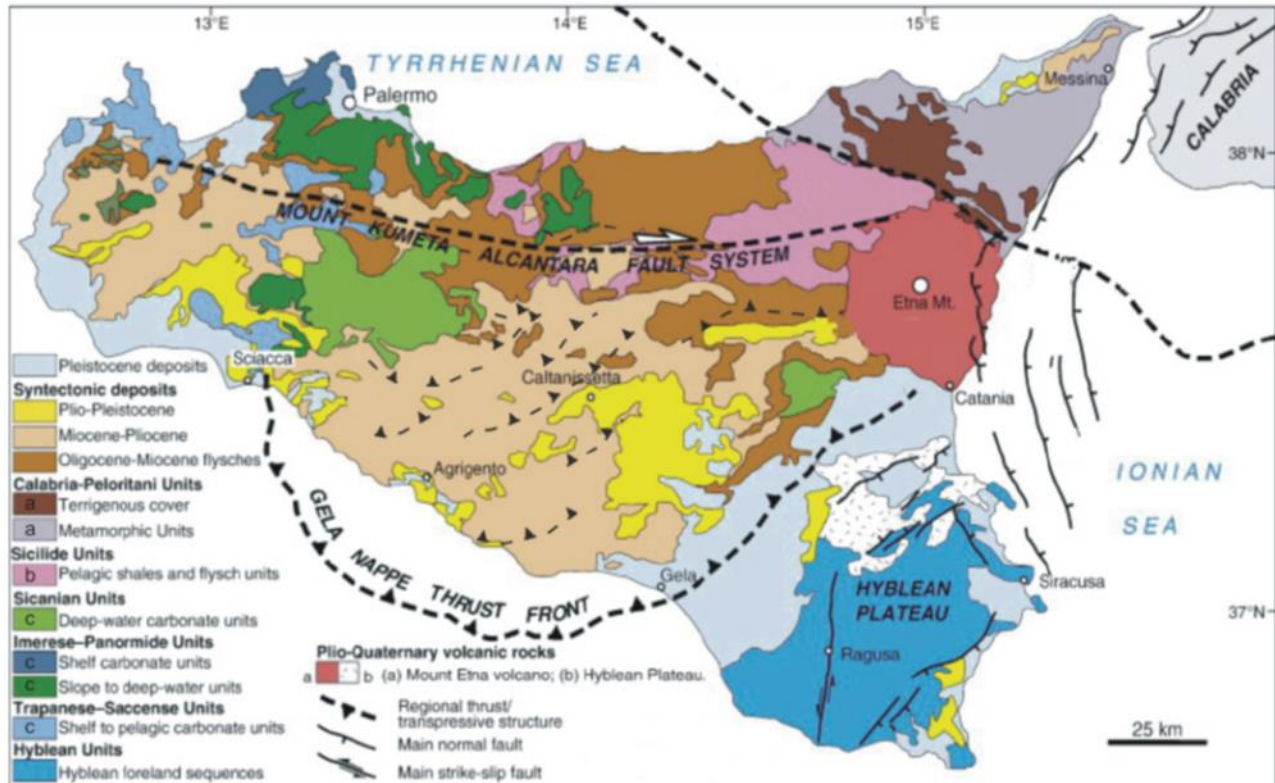 13°E
14°E
15°E
TYRRHENIAN SEA
Palermo
Messina
CALABRIA
38°N
MOUNT KUMETA ALCANTARA FAULT SYSTEM
Etna Mt.
Sciacca
Caltanissetta
Catania
Agrigento
IONIAN
SEA
GELA NAPPE THRUST FRONT
Gela
Siracusa
HYBLEAN
PLATEAU
37°N
Ragusa
25 km
Pleistocene deposits
Syntectonic deposits
Plio-Pleistocene
Miocene-Pliocene
Oligocene-Miocene flysches
Calabria-Peloritani Units
a Terrigenous cover
a Metamorphic Units
Sicilide Units
b Pelagic shales and flysch units
Sicanian Units
c Deep-water carbonate units
Imerese–Panormide Units
c Shelf carbonate units
c Slope to deep-water units
Trapanese–Saccense Units
c Shelf to pelagic carbonate units
Hyblean Units
Hyblean foreland sequences
Plio-Quaternary volcanic rocks
a b (a) Mount Etna volcano; (b) Hyblean Plateau.
Regional thrust/
transpressive structure
Main normal fault
Main strike-slip fault